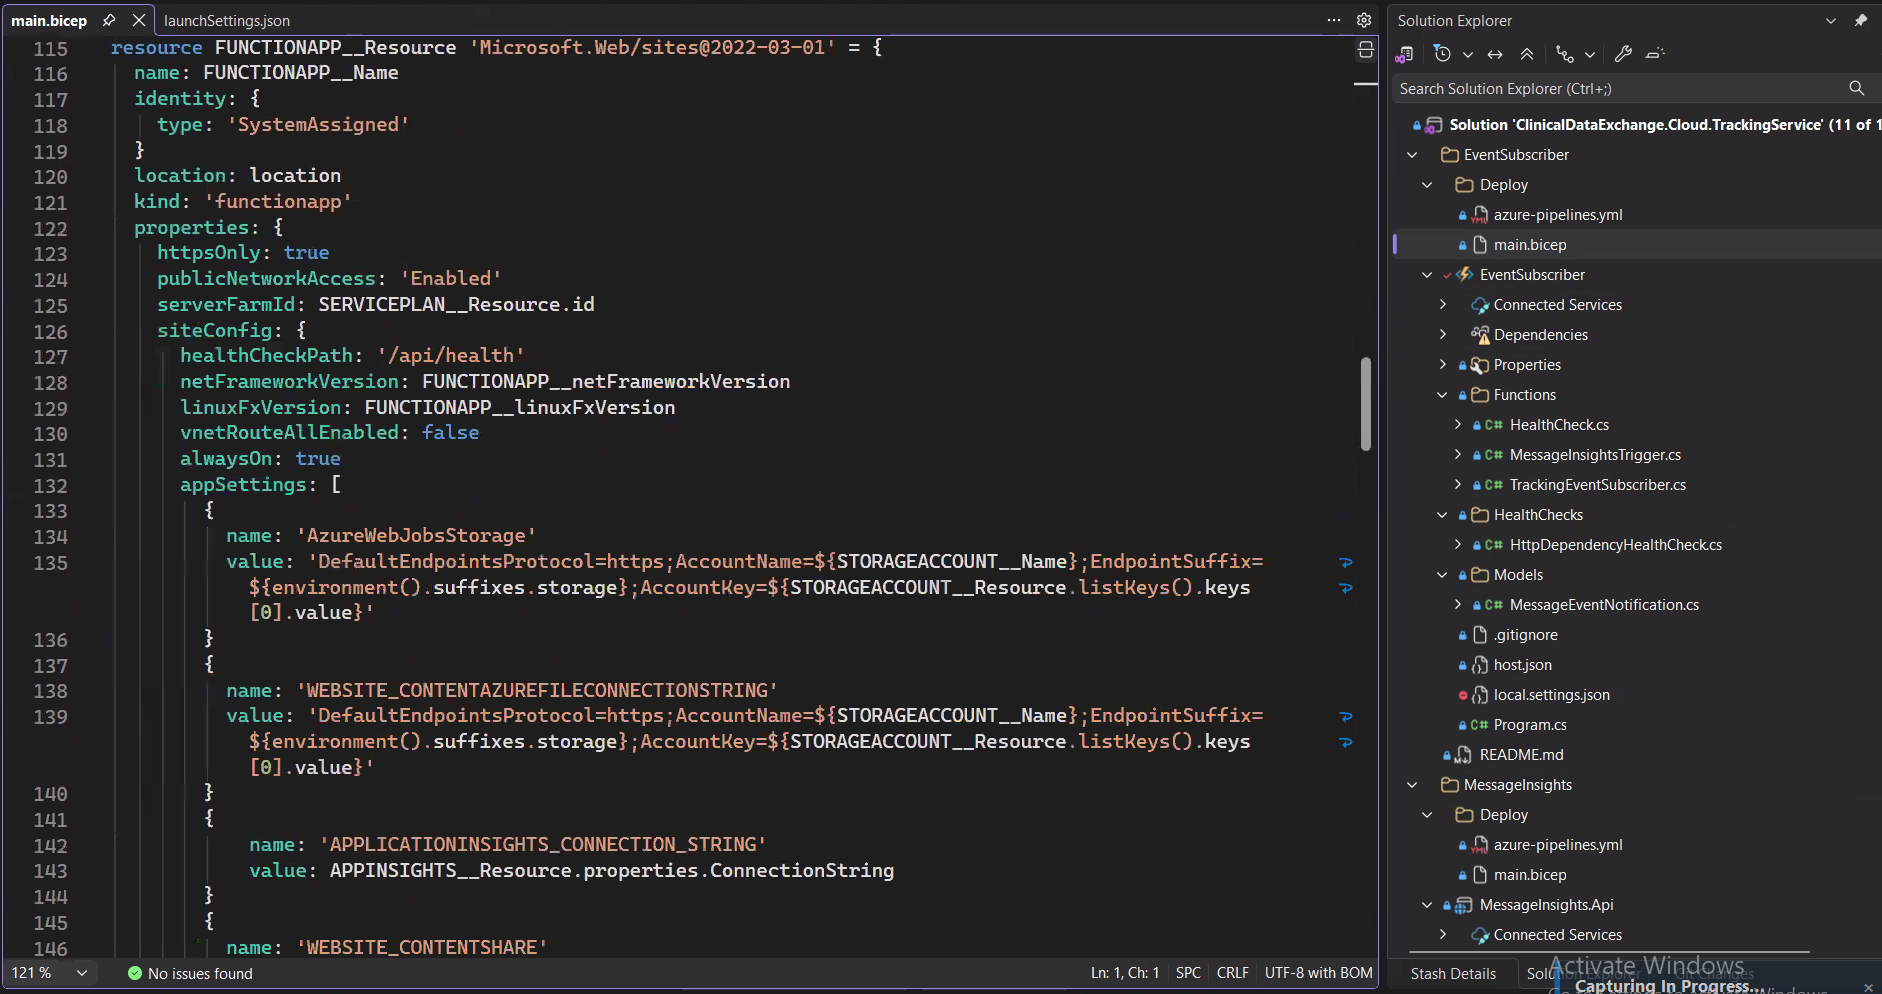 main.bicep
launchSettings.json
115 resource FUNCTIONAPP__Resource 'Microsoft.Web/sites@2022-03-01' = {
116 name: FUNCTIONAPP__Name
117 identity: {
118 type: 'SystemAssigned'
119 }
120 location: location
121 kind: 'functionapp'
122 properties: {
123 httpsOnly: true
124 publicNetworkAccess: 'Enabled'
125 serverFarmId: SERVICEPLAN__Resource.id
126 siteConfig: {
127 healthCheckPath: '/api/health'
128 netFrameworkVersion: FUNCTIONAPP__netFrameworkVersion
129 linuxFxVersion: FUNCTIONAPP__linuxFxVersion
130 vnetRouteAllEnabled: false
131 alwaysOn: true
132 appSettings: [
133 {
134 name: 'AzureWebJobsStorage'
135 value: 'DefaultEndpointsProtocol=https;AccountName=${STORAGEACCOUNT__Name};EndpointSuffix=
${environment().suffixes.storage};AccountKey=${STORAGEACCOUNT__Resource.listKeys().keys
[0].value}'
136 }
137 {
138 name: 'WEBSITE_CONTENTAZUREFILECONNECTIONSTRING'
139 value: 'DefaultEndpointsProtocol=https;AccountName=${STORAGEACCOUNT__Name};EndpointSuffix=
${environment().suffixes.storage};AccountKey=${STORAGEACCOUNT__Resource.listKeys().keys
[0].value}'
140 }
141 {
142 name: 'APPLICATIONINSIGHTS_CONNECTION_STRING'
143 value: APPINSIGHTS__Resource.properties.ConnectionString
144 }
145 {
146 name: 'WEBSITE_CONTENTSHARE'
121 %
No issues found
Ln: 1, Ch: 1 SPC CRLF UTF-8 with BOM
Solution Explorer
Search Solution Explorer (Ctrl+;)
Solution 'ClinicalDataExchange.Cloud.TrackingService' (11 of 1
EventSubscriber
Deploy
YML azure-pipelines.yml
main.bicep
EventSubscriber
Connected Services
Dependencies
Properties
Functions
C# HealthCheck.cs
C# MessageInsightsTrigger.cs
C# TrackingEventSubscriber.cs
HealthChecks
C# HttpDependencyHealthCheck.cs
Models
C# MessageEventNotification.cs
.gitignore
host.json
local.settings.json
C# Program.cs
README.md
MessageInsights
Deploy
YML azure-pipelines.yml
main.bicep
MessageInsights.Api
Connected Services
Stash Details
Solution Explorer
Git Changes
Activate Windows
Capturing In Progress...